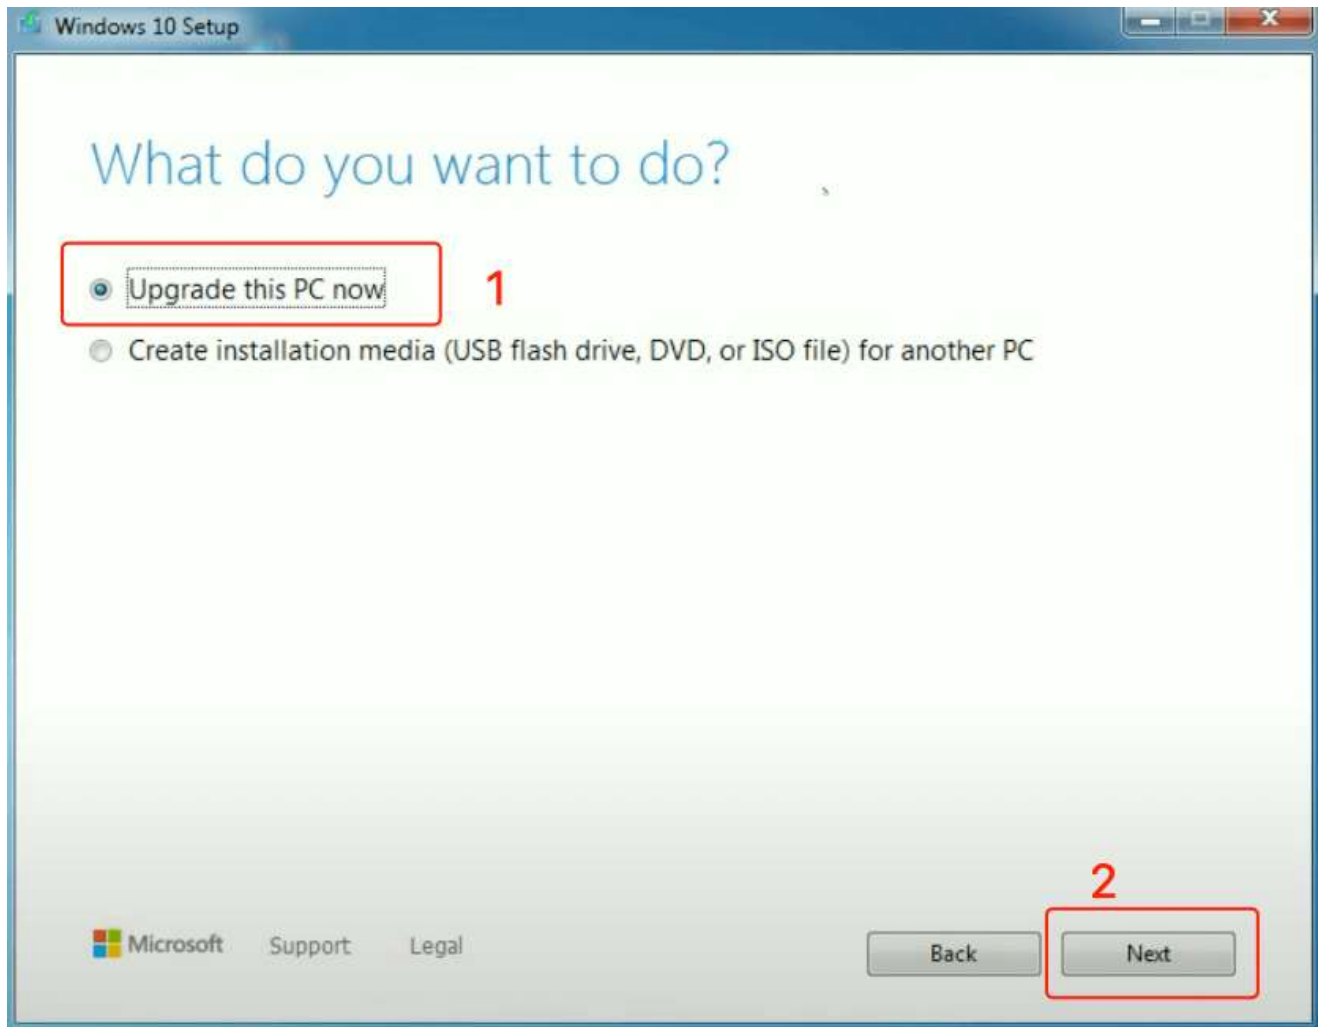 Windows 10 Setup
What do you want to do?
Upgrade this PC now
1
Create installation media (USB flash drive, DVD, or ISO file) for another PC
2
Microsoft Support Legal Back Next